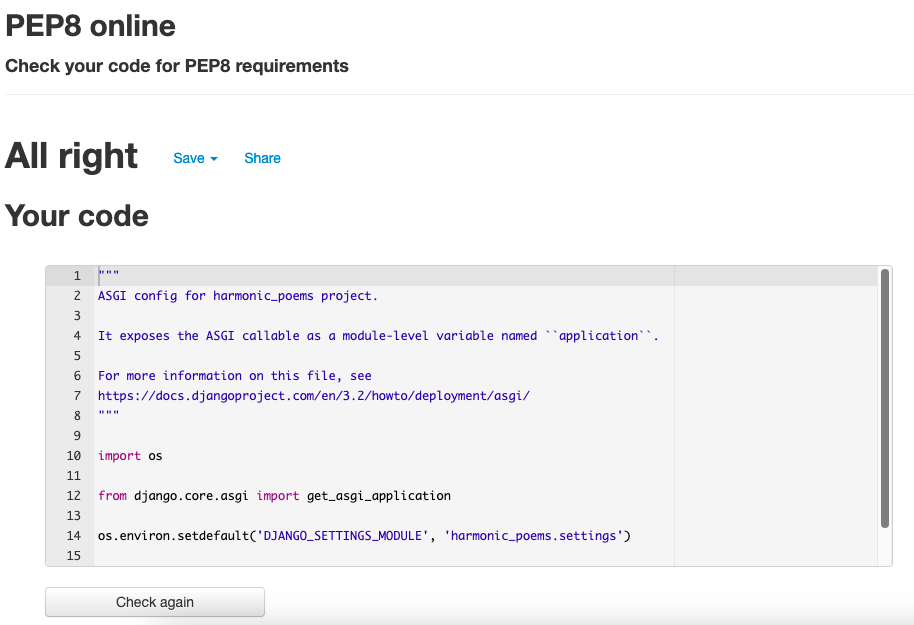 PEP8 online
Check your code for PEP8 requirements
All right Save Share
Your code
1 """
2 ASGI config for harmonic_poems project.
3
4 It exposes the ASGI callable as a module-level variable named ``application``.
5
6 For more information on this file, see
7 https://docs.djangoproject.com/en/3.2/howto/deployment/asgi/
8 """
9
10 import os
11
12 from django.core.asgi import get_asgi_application
13
14 os.environ.setdefault('DJANGO_SETTINGS_MODULE', 'harmonic_poems.settings')
15
Check again